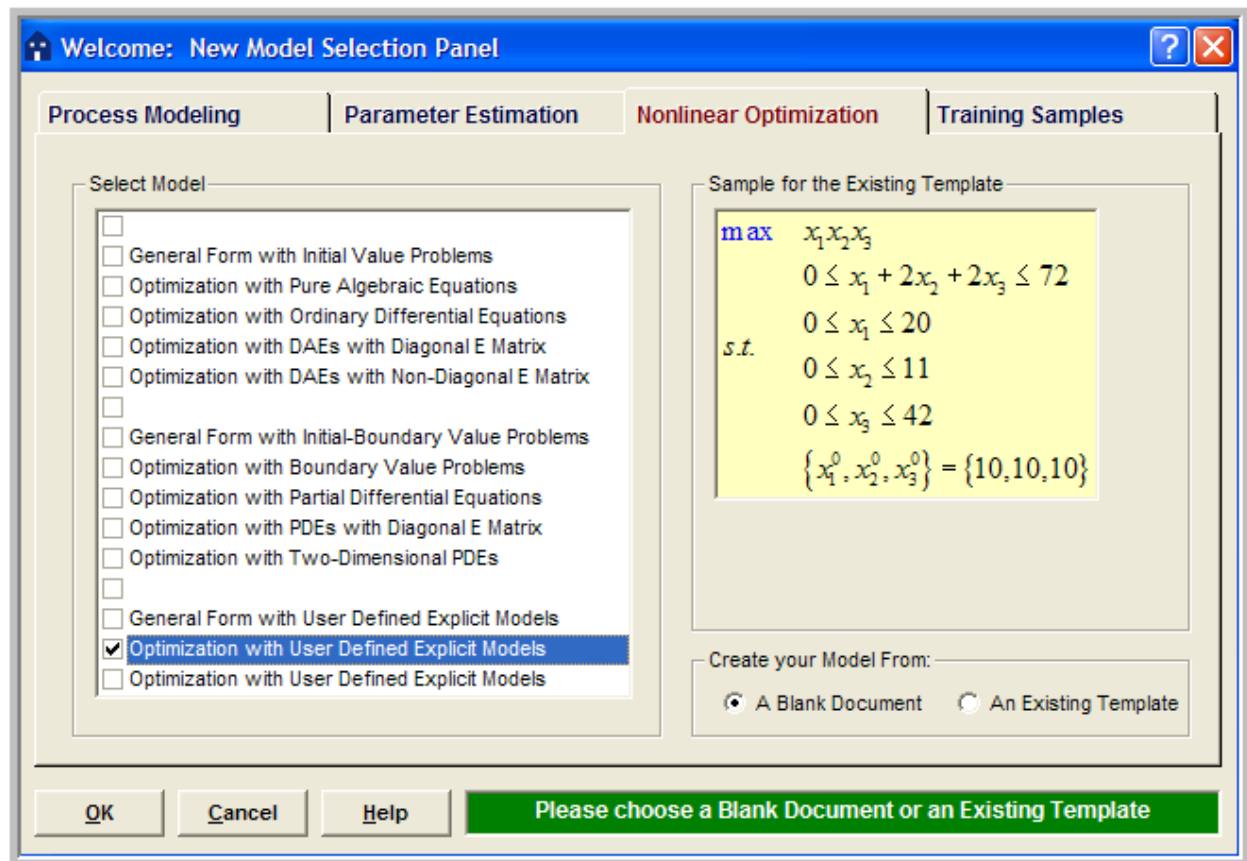 Welcome: New Model Selection Panel
Process Modeling
Parameter Estimation
Nonlinear Optimization
Training Samples
Select Model
General Form with Initial Value Problems
Optimization with Pure Algebraic Equations
Optimization with Ordinary Differential Equations
Optimization with DAEs with Diagonal E Matrix
Optimization with DAEs with Non-Diagonal E Matrix
General Form with Initial-Boundary Value Problems
Optimization with Boundary Value Problems
Optimization with Partial Differential Equations
Optimization with PDEs with Diagonal E Matrix
Optimization with Two-Dimensional PDEs
General Form with User Defined Explicit Models
Optimization with User Defined Explicit Models
Optimization with User Defined Explicit Models
Sample for the Existing Template
max x₁x₂x₃
0 ≤ x₁ + 2x₂ + 2x₃ ≤ 72
0 ≤ x₁ ≤ 20
s.t.
0 ≤ x₂ ≤ 11
0 ≤ x₃ ≤ 42
{x₁⁰, x₂⁰, x₃⁰} = {10,10,10}
Create your Model From:
A Blank Document
An Existing Template
OK
Cancel
Help
Please choose a Blank Document or an Existing Template